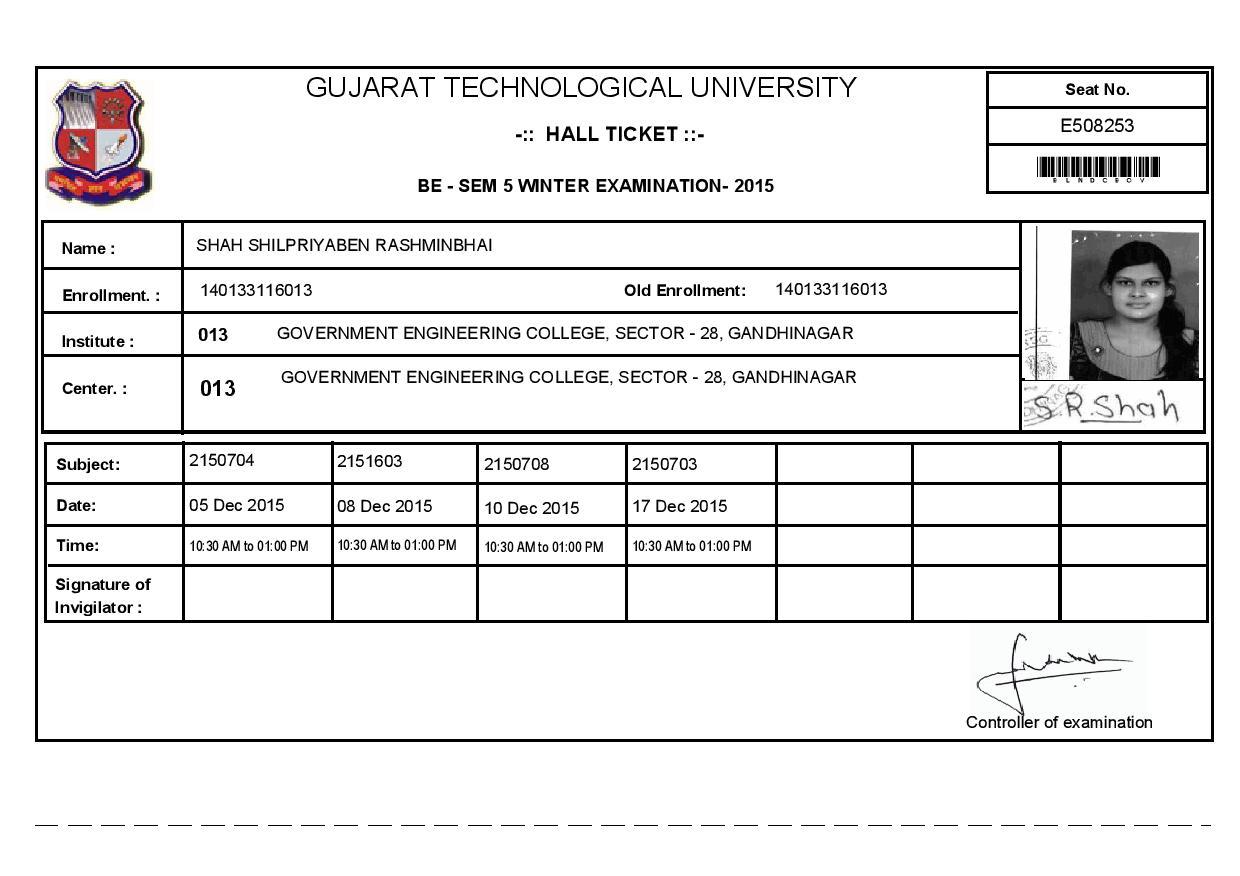 GUJARAT TECHNOLOGICAL UNIVERSITY
-:: HALL TICKET ::-
BE - SEM 5 WINTER EXAMINATION- 2015
Seat No.
E508253
Name : SHAH SHILPRIYABEN RASHMINBHAI
Enrollment. : 140133116013 Old Enrollment: 140133116013
Institute : 013 GOVERNMENT ENGINEERING COLLEGE, SECTOR - 28, GANDHINAGAR
Center. : 013 GOVERNMENT ENGINEERING COLLEGE, SECTOR - 28, GANDHINAGAR
S.R.Shah
Subject: 2150704 2151603 2150708 2150703
Date: 05 Dec 2015 08 Dec 2015 10 Dec 2015 17 Dec 2015
Time: 10:30 AM to 01:00 PM 10:30 AM to 01:00 PM 10:30 AM to 01:00 PM 10:30 AM to 01:00 PM
Signature of
Invigilator :
Controller of examination